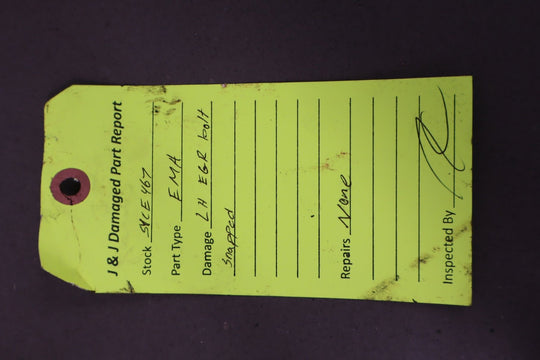 J & J Damaged Part Report
Stock SYCE467
Part Type EMA
Damage LH EGR bolt
snapped
Repairs None
Inspected By